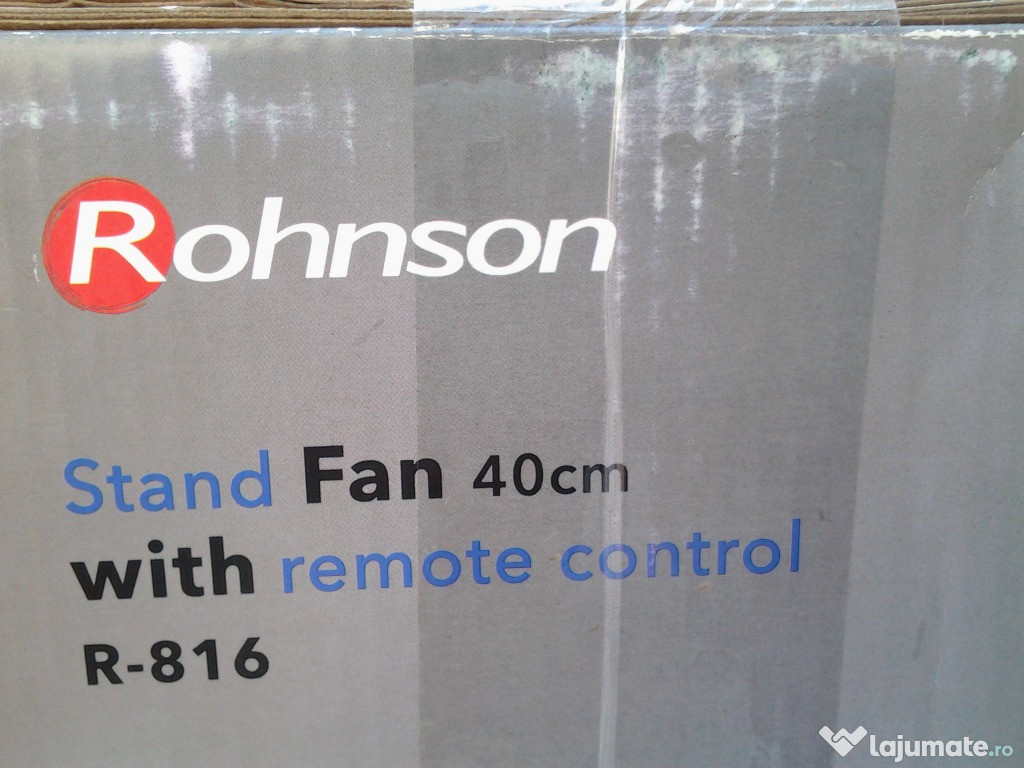 Rohnson
Stand Fan 40cm
with remote control
R-816
lajumate.ro